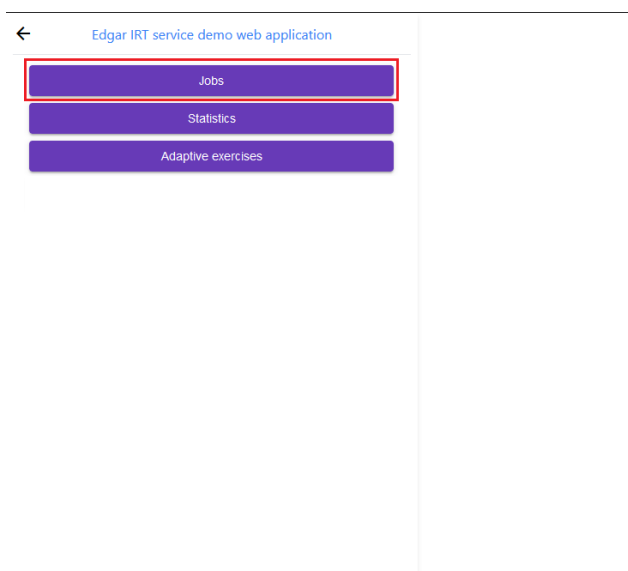 Edgar IRT service demo web application
Jobs
Statistics
Adaptive exercises